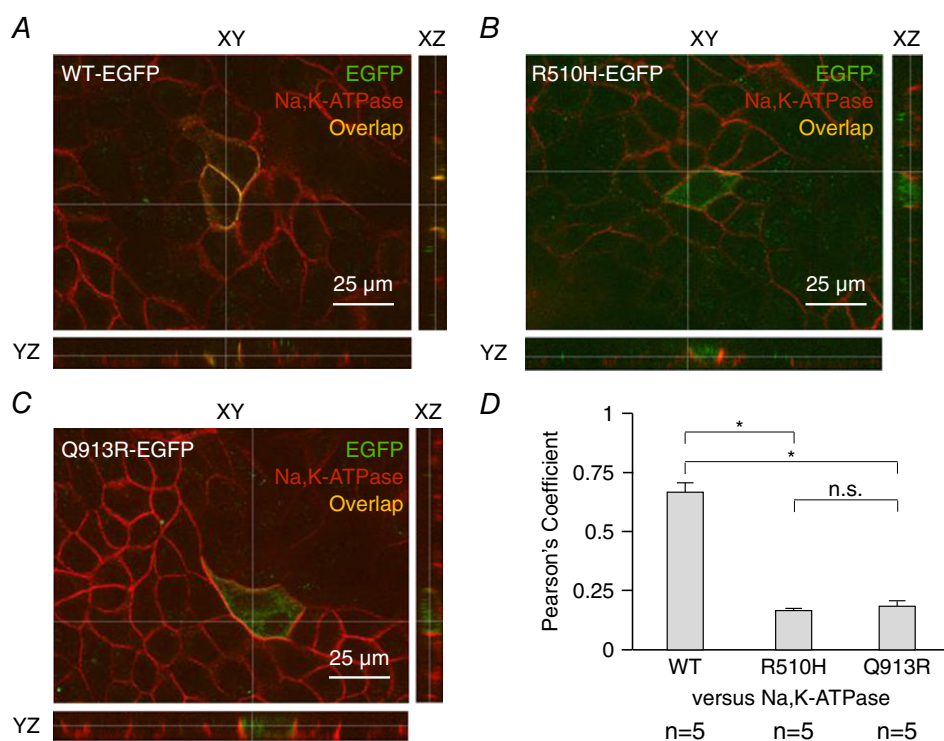 A
XY
XZ
WT-EGFP
EGFP
Na,K-ATPase
Overlap
25 µm
YZ
B
XY
XZ
R510H-EGFP
EGFP
Na,K-ATPase
Overlap
25 µm
YZ
C
XY
XZ
Q913R-EGFP
EGFP
Na,K-ATPase
Overlap
25 µm
YZ
D
Pearson's Coefficient
1
0.75
0.5
0.25
0
*
*
n.s.
WT R510H Q913R
versus Na,K-ATPase
n=5 n=5 n=5